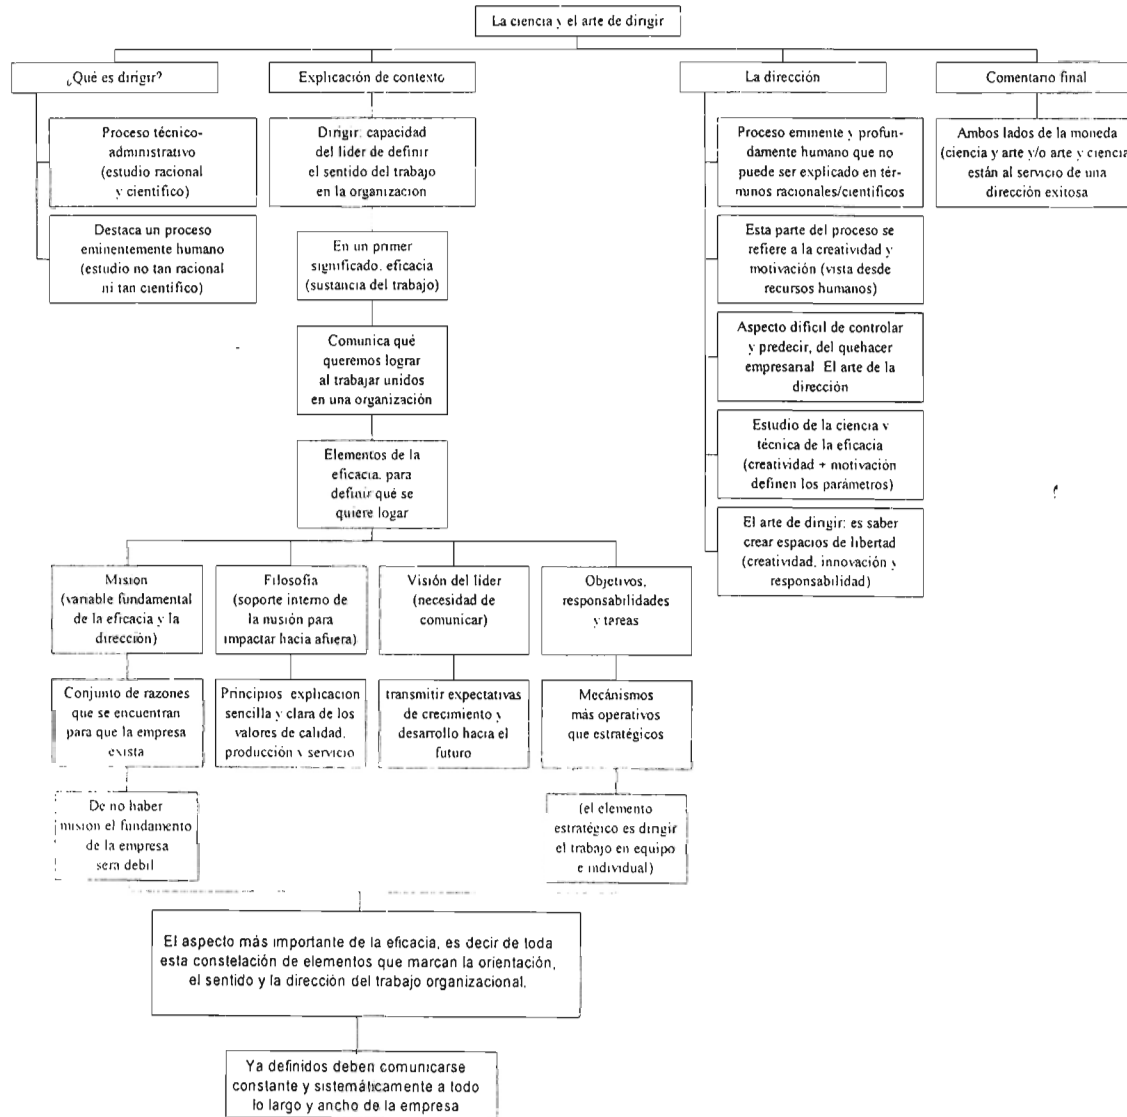 La ciencia y el arte de dirigir
¿Qué es dirigir?
Explicación de contexto
La dirección
Comentario final
Proceso técnico-
administrativo
(estudio racional
y científico)
Destaca un proceso
eminentemente humano
(estudio no tan racional
ni tan científico)
Dirigir: capacidad
del líder de definir
el sentido del trabajo
en la organización
En un primer
significado, eficacia
(sustancia del trabajo)
Comunica qué
queremos lograr
al trabajar unidos
en una organización
Elementos de la
eficacia, para
definir qué se
quiere logar
Misión
(variable fundamental
de la eficacia y la
dirección)
Conjunto de razones
que se encuentran
para que la empresa
exista
De no haber
misión el fundamento
de la empresa
sera debil
Filosofía
(soporte interno de
la misión para
impactar hacia afuera)
Principios explicacion
sencilla y clara de los
valores de calidad,
producción y servicio
Visión del líder
(necesidad de
comunicar)
transmitir expectativas
de crecimiento y
desarrollo hacia el
futuro
Objetivos,
responsabilidades
y tareas
Mecánismos
más operativos
que estratégicos
(el elemento
estratégico es dirigir
el trabajo en equipo
e individual)
El aspecto más importante de la eficacia, es decir de toda
esta constelación de elementos que marcan la orientación,
el sentido y la dirección del trabajo organizacional.
Ya definidos deben comunicarse
constante y sistemáticamente a todo
lo largo y ancho de la empresa
Proceso eminente y profun-
damente humano que no
puede ser explicado en tér-
minos racionales/científicos
Esta parte del proceso se
refiere a la creatividad y
motivación (vista desde
recursos humanos)
Aspecto dificil de controlar
y predecir, del quehacer
empresarial El arte de la
dirección
Estudio de la ciencia y
técnica de la eficacia
(creatividad + motivación
definen los parámetros)
El arte de dirigir: es saber
crear espacios de libertad
(creatividad, innovación y
responsabilidad)
Ambos lados de la moneda
(ciencia y arte y/o arte y ciencia
están al servicio de una
dirección exitosa